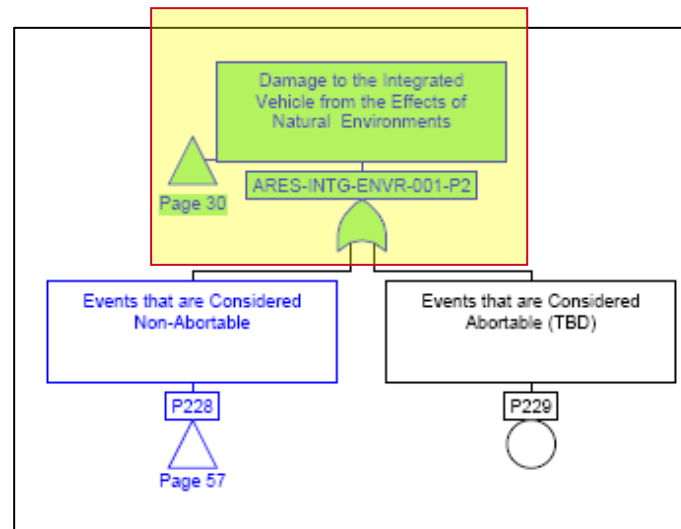 Damage to the Integrated
Vehicle from the Effects of
Natural Environments
Page 30
ARES-INTG-ENVR-001-P2
Events that are Considered
Non-Abortable
Events that are Considered
Abortable (TBD)
P228
P229
Page 57